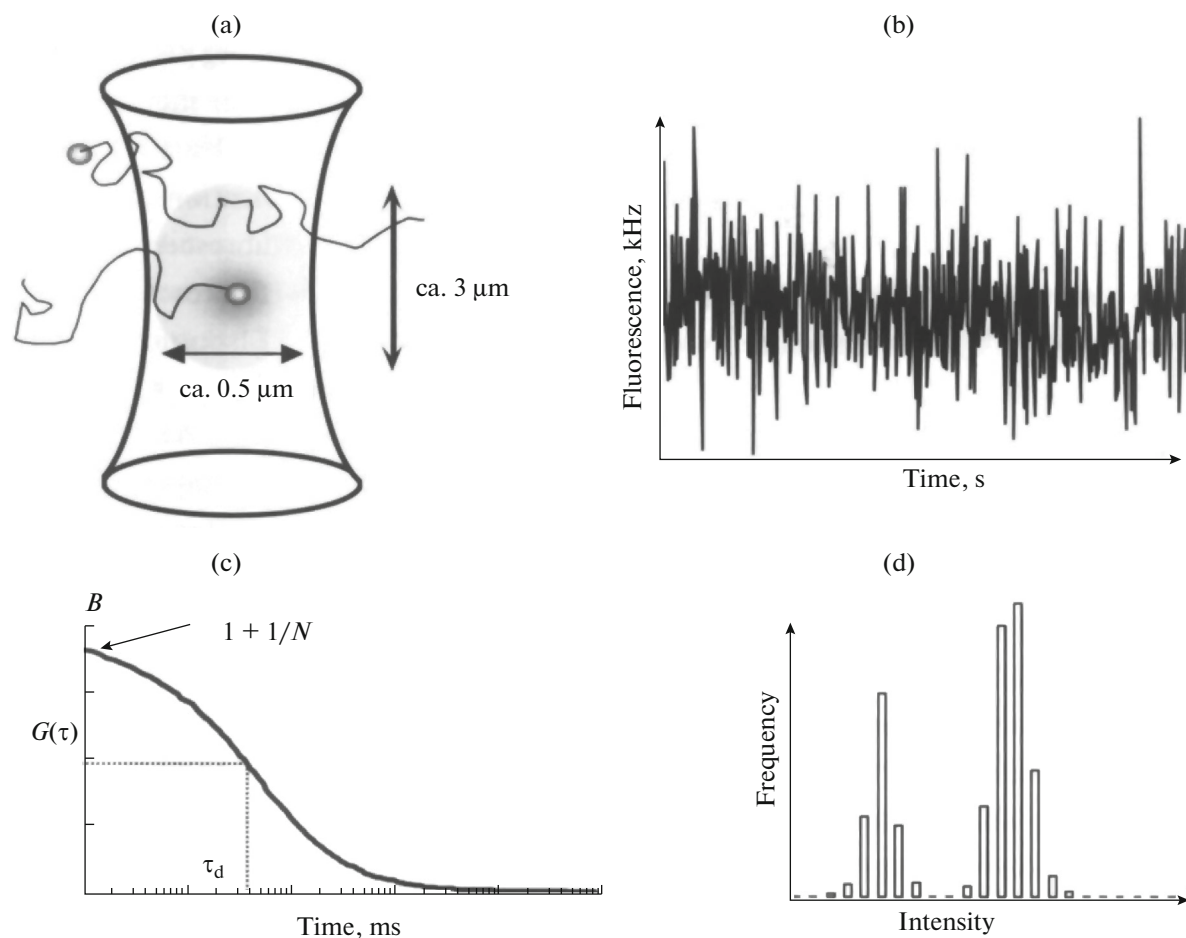 (a)
ca. 3 µm
ca. 0.5 µm
(b)
Fluorescence, kHz
Time, s
(c)
B
1 + 1/N
G(τ)
τd
Time, ms
(d)
Frequency
Intensity